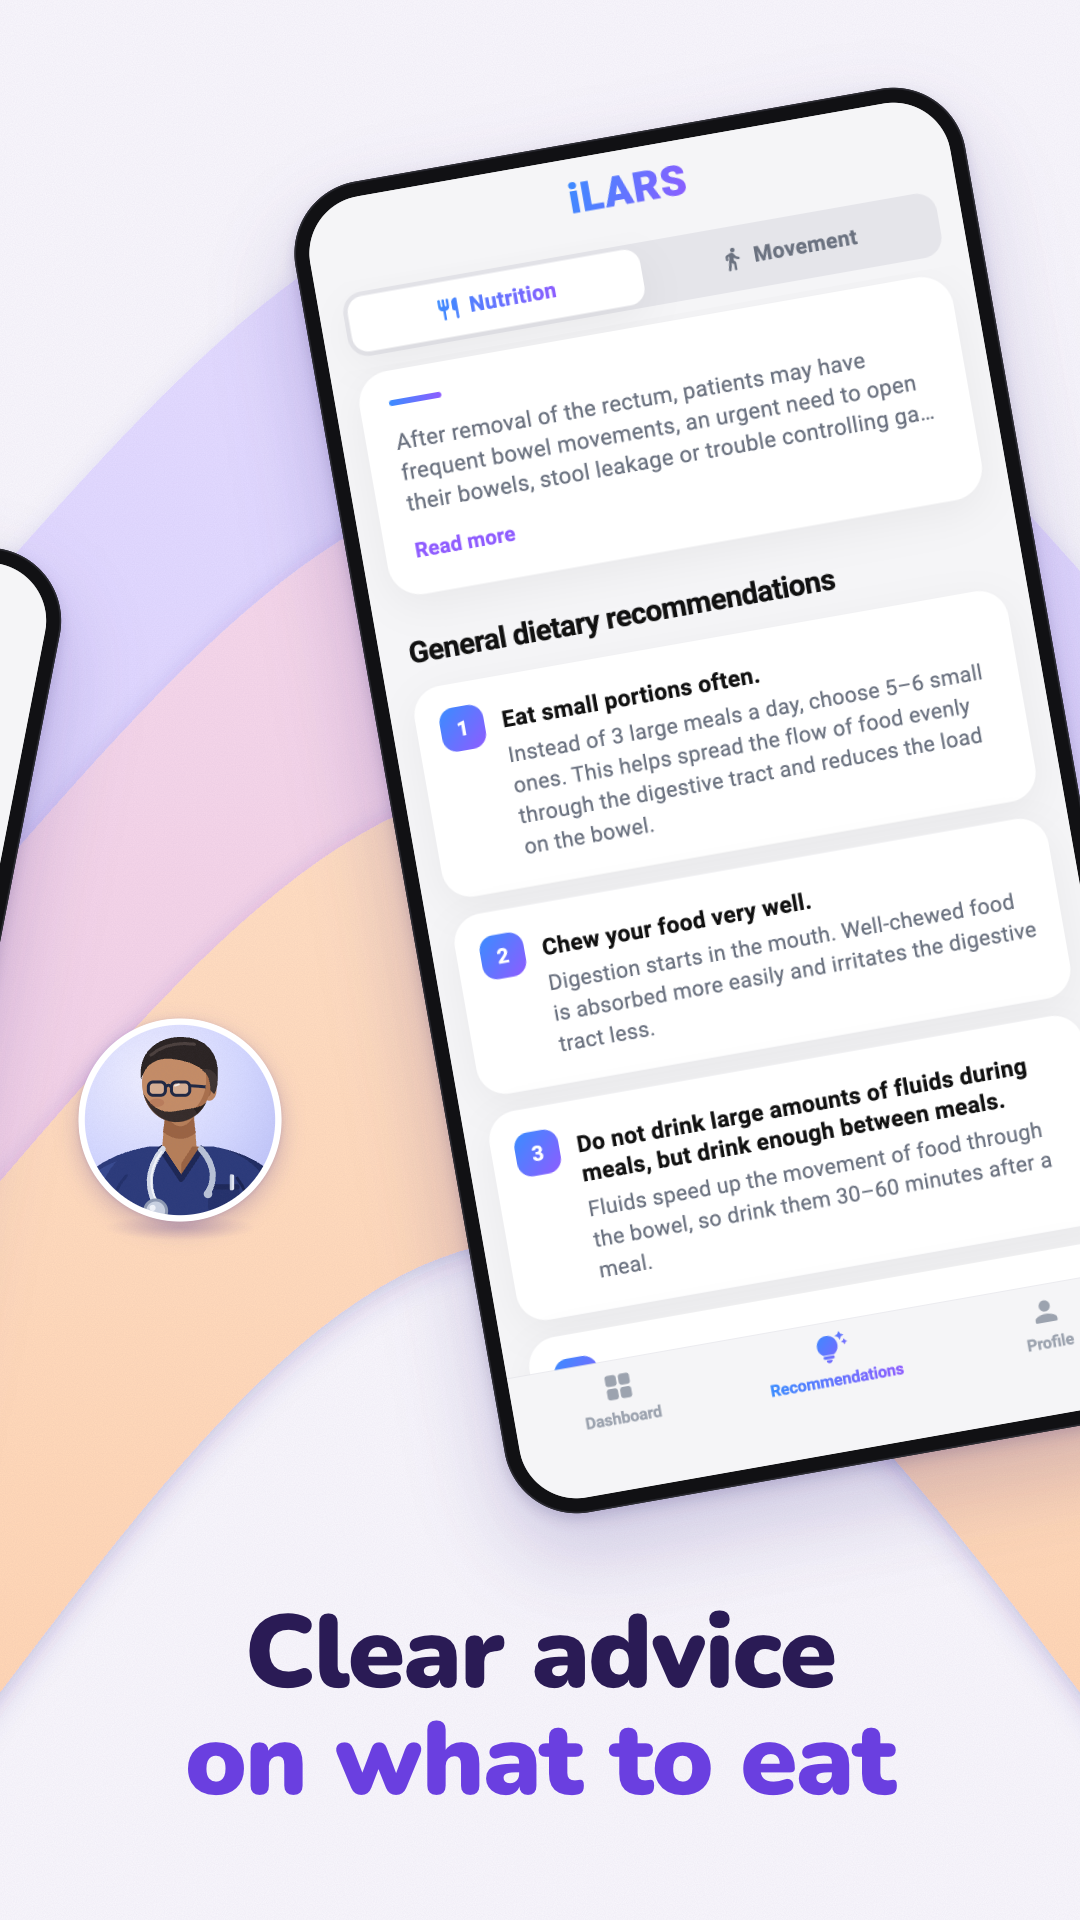 iLARS
Nutrition
Movement
After removal of the rectum, patients may have
frequent bowel movements, an urgent need to open
their bowels, stool leakage or trouble controlling ga...
Read more
General dietary recommendations
1
Eat small portions often.
Instead of 3 large meals a day, choose 5–6 small
ones. This helps spread the flow of food evenly
through the digestive tract and reduces the load
on the bowel.
2
Chew your food very well.
Digestion starts in the mouth. Well-chewed food
is absorbed more easily and irritates the digestive
tract less.
3
Do not drink large amounts of fluids during
meals, but drink enough between meals.
Fluids speed up the movement of food through
the bowel, so drink them 30–60 minutes after a
meal.
Dashboard
Recommendations
Profile
Clear advice
on what to eat